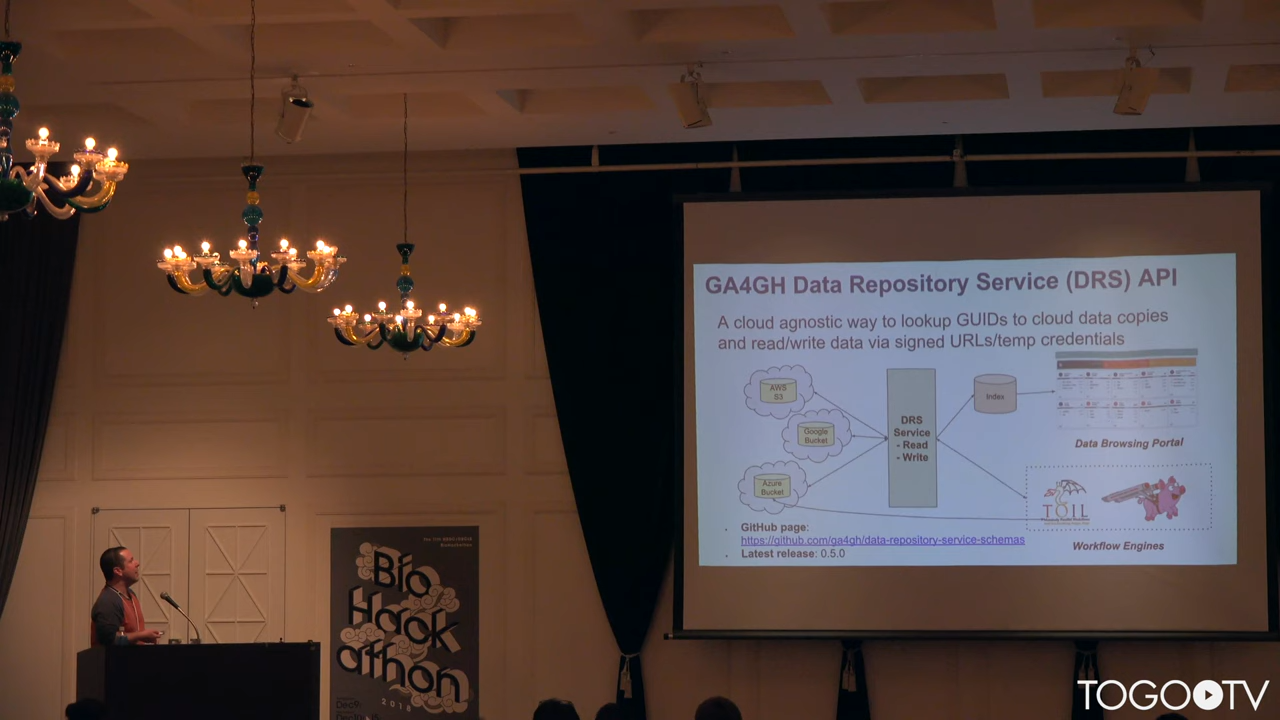 GA4GH Data Repository Service (DRS) API
A cloud agnostic way to lookup GUIDs to cloud data copies
and read/write data via signed URLs/temp credentials
AWS
S3
Google
Bucket
Azure
Bucket
DRS
Service
- Read
- Write
Index
Data Browsing Portal
TOIL
Workflow Engines
GitHub page:
https://github.com/ga4gh/data-repository-service-schemas
Latest release: 0.5.0
Bio
Hack
athon
2018
TOGOTV